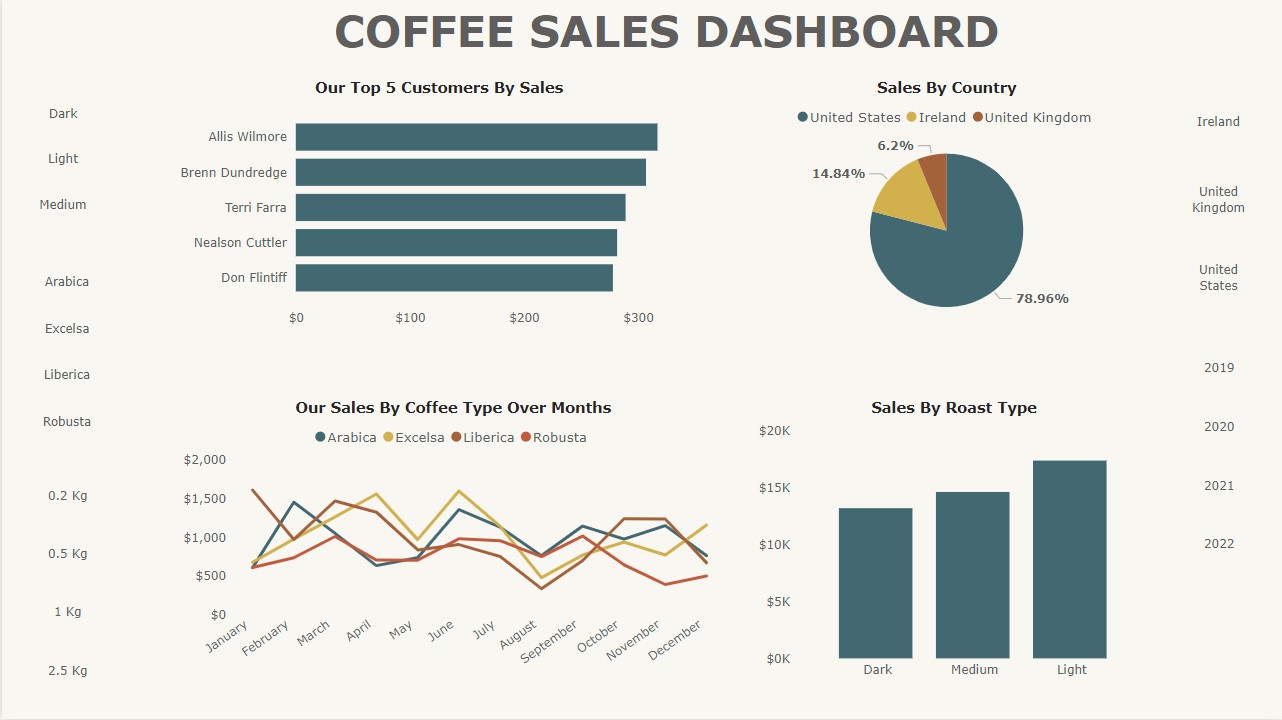 COFFEE SALES DASHBOARD
Dark
Light
Medium
Arabica
Excelsa
Liberica
Robusta
0.2 Kg
0.5 Kg
1 Kg
2.5 Kg
Our Top 5 Customers By Sales
Allis Wilmore
Brenn Dundredge
Terri Farra
Nealson Cuttler
Don Flintiff
$0 $100 $200 $300
Sales By Country
United States Ireland United Kingdom
6.2%
14.84%
78.96%
Ireland
United
Kingdom
United
States
2019
2020
2021
2022
Our Sales By Coffee Type Over Months
Arabica Excelsa Liberica Robusta
$2,000
$1,500
$1,000
$500
$0
January February March April May June July August September October November December
Sales By Roast Type
$20K
$15K
$10K
$5K
$0K
Dark Medium Light